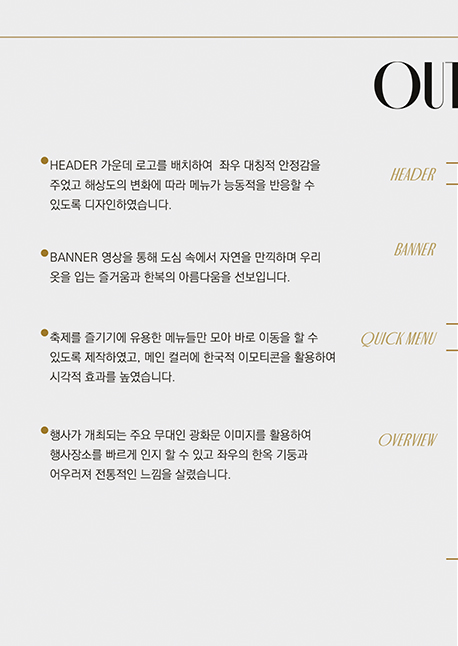 OUT
HEADER 가운데 로고를 배치하여 좌우 대칭적 안정감을
주었고 해상도의 변화에 따라 메뉴가 능동적을 반응할 수
있도록 디자인하였습니다.
HEADER
BANNER 영상을 통해 도심 속에서 자연을 만끽하며 우리
옷을 입는 즐거움과 한복의 아름다움을 선보입니다.
BANNER
축제를 즐기기에 유용한 메뉴들만 모아 바로 이동을 할 수
있도록 제작하였고, 메인 컬러에 한국적 이모티콘을 활용하여
시각적 효과를 높였습니다.
QUICK MENU
행사가 개최되는 주요 무대인 광화문 이미지를 활용하여
행사장소를 빠르게 인지 할 수 있고 좌우의 한옥 기둥과
어우러져 전통적인 느낌을 살렸습니다.
OVERVIEW